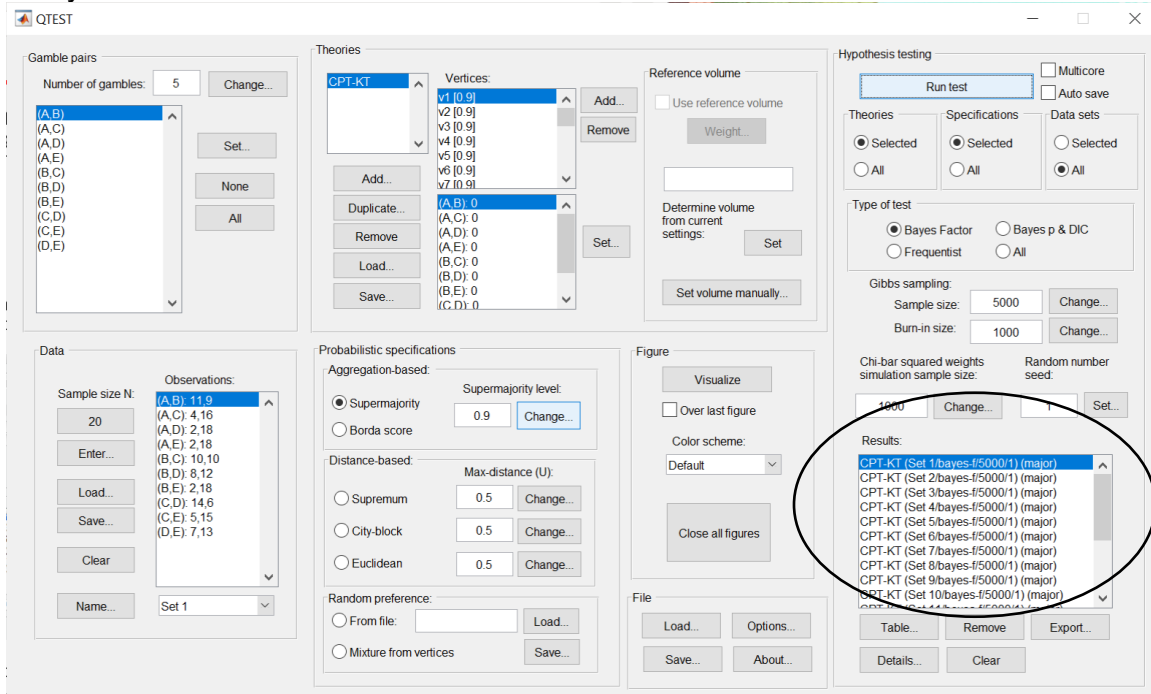 QTEST
Gamble pairs
Number of gambles: 5 Change...
(A,B)
(A,C)
(A,D)
(A,E)
(B,C)
(B,D)
(B,E)
(C,D)
(C,E)
(D,E)
Set...
None
All
Theories
CPT-KT
Add...
Duplicate...
Remove
Load...
Save...
Vertices:
v1 [0.9]
v2 [0.9]
v3 [0.9]
v4 [0.9]
v5 [0.9]
v6 [0.9]
v7 [0.9]
Add...
Remove
(A,B): 0
(A,C): 0
(A,D): 0
(A,E): 0
(B,C): 0
(B,D): 0
(B,E): 0
(C,D): 0
Set...
Reference volume
Use reference volume
Weight...
Determine volume
from current
settings:
Set
Set volume manually...
Hypothesis testing
Run test
Multicore
Auto save
Theories
Selected
All
Specifications
Selected
All
Data sets
Selected
All
Type of test
Bayes Factor Bayes p & DIC
Frequentist All
Gibbs sampling:
Sample size: 5000 Change...
Burn-in size: 1000 Change...
Chi-bar squared weights
simulation sample size:
Random number
seed:
1000 Change... 1 Set...
Results:
CPT-KT (Set 1/bayes-f/5000/1) (major)
CPT-KT (Set 2/bayes-f/5000/1) (major)
CPT-KT (Set 3/bayes-f/5000/1) (major)
CPT-KT (Set 4/bayes-f/5000/1) (major)
CPT-KT (Set 5/bayes-f/5000/1) (major)
CPT-KT (Set 6/bayes-f/5000/1) (major)
CPT-KT (Set 7/bayes-f/5000/1) (major)
CPT-KT (Set 8/bayes-f/5000/1) (major)
CPT-KT (Set 9/bayes-f/5000/1) (major)
CPT-KT (Set 10/bayes-f/5000/1) (major)
CPT-KT (Set 11/bayes-f/5000/1) (major)
Table... Remove Export...
Details... Clear
Data
Sample size N:
20
Enter...
Load...
Save...
Clear
Name... Set 1
Observations:
(A,B): 11,9
(A,C): 4,16
(A,D): 2,18
(A,E): 2,18
(B,C): 10,10
(B,D): 8,12
(B,E): 2,18
(C,D): 14,6
(C,E): 5,15
(D,E): 7,13
Probabilistic specifications
Aggregation-based:
Supermajority level:
Supermajority 0.9 Change...
Borda score
Distance-based:
Max-distance (U):
Supremum 0.5 Change...
City-block 0.5 Change...
Euclidean 0.5 Change...
Random preference:
From file: Load...
Mixture from vertices Save...
Figure
Visualize
Over last figure
Color scheme:
Default
Close all figures
File
Load... Options...
Save... About...